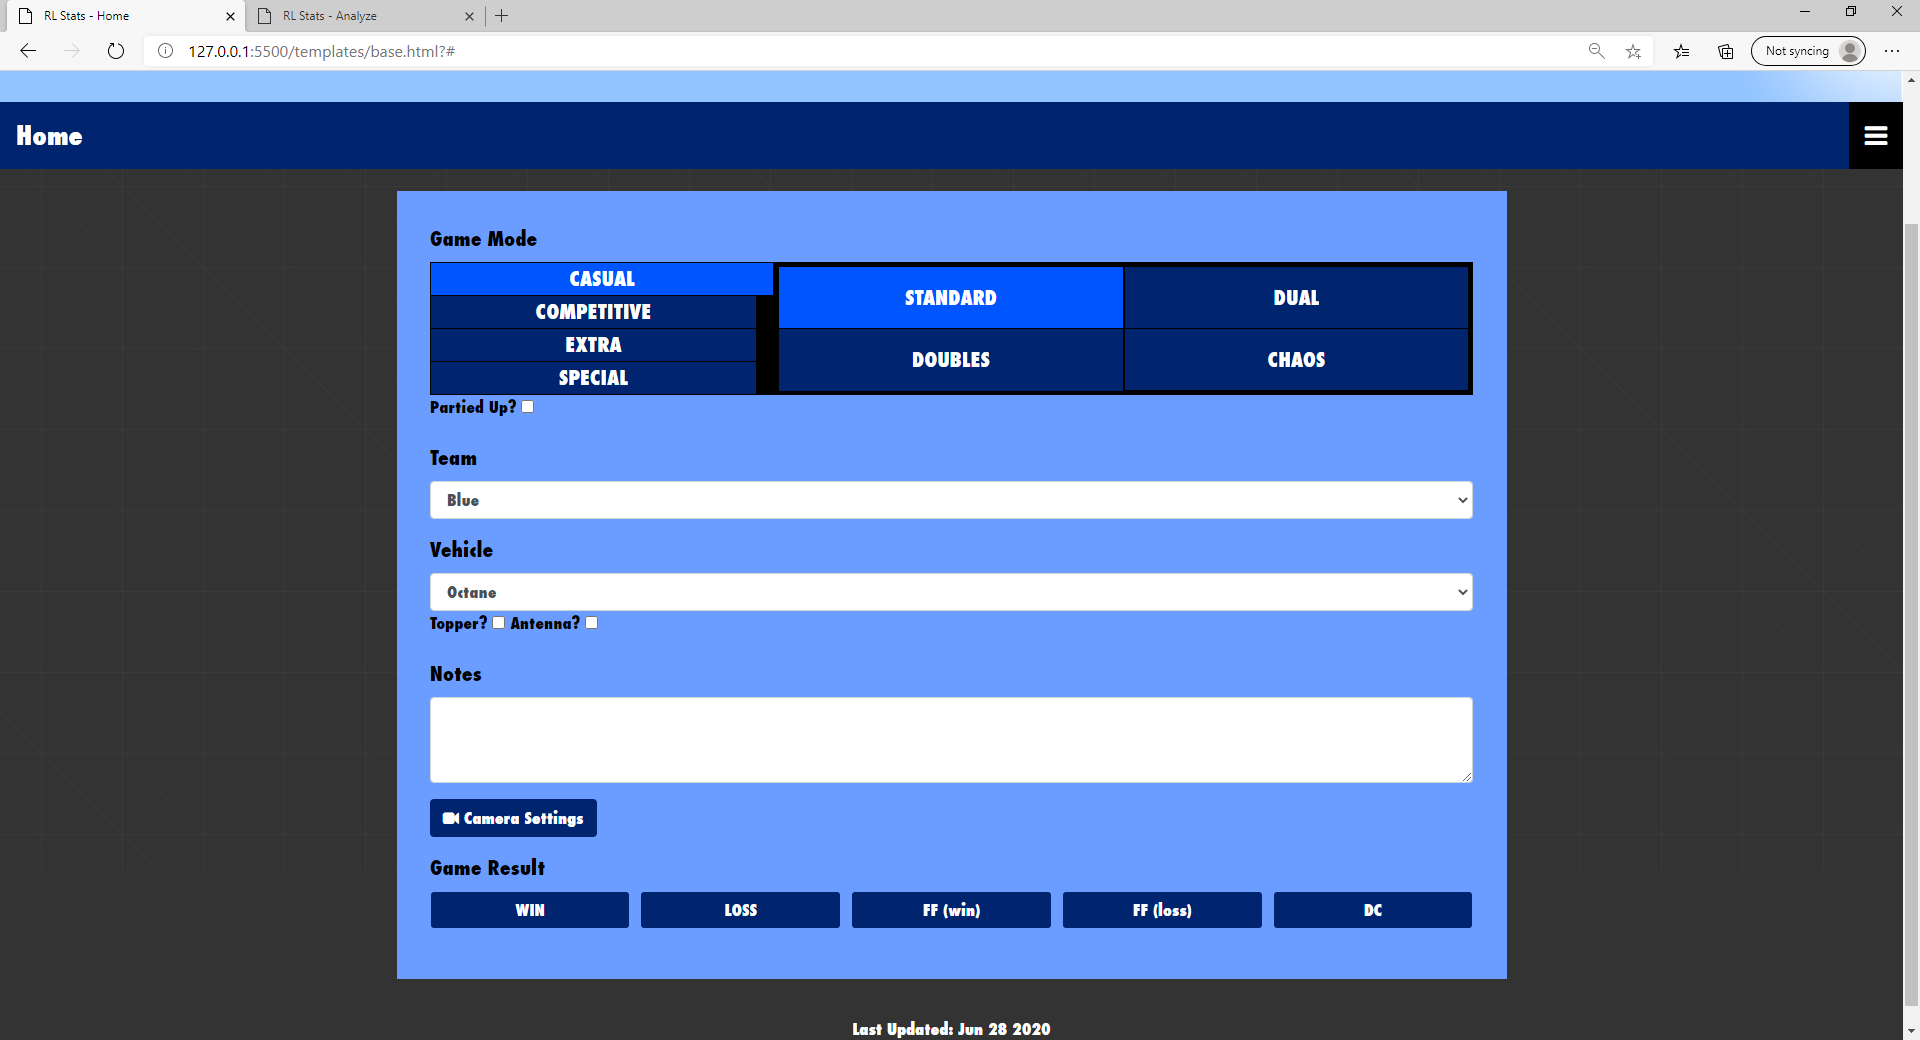 RL Stats - Home
RL Stats - Analyze
127.0.0.1:5500/templates/base.html?#
Not syncing
Home
Game Mode
CASUAL
COMPETITIVE
EXTRA
SPECIAL
STANDARD
DUAL
DOUBLES
CHAOS
Partied Up?
Team
Blue
Vehicle
Octane
Topper? Antenna?
Notes
Camera Settings
Game Result
WIN LOSS FF (win) FF (loss) DC
Last Updated: Jun 28 2020